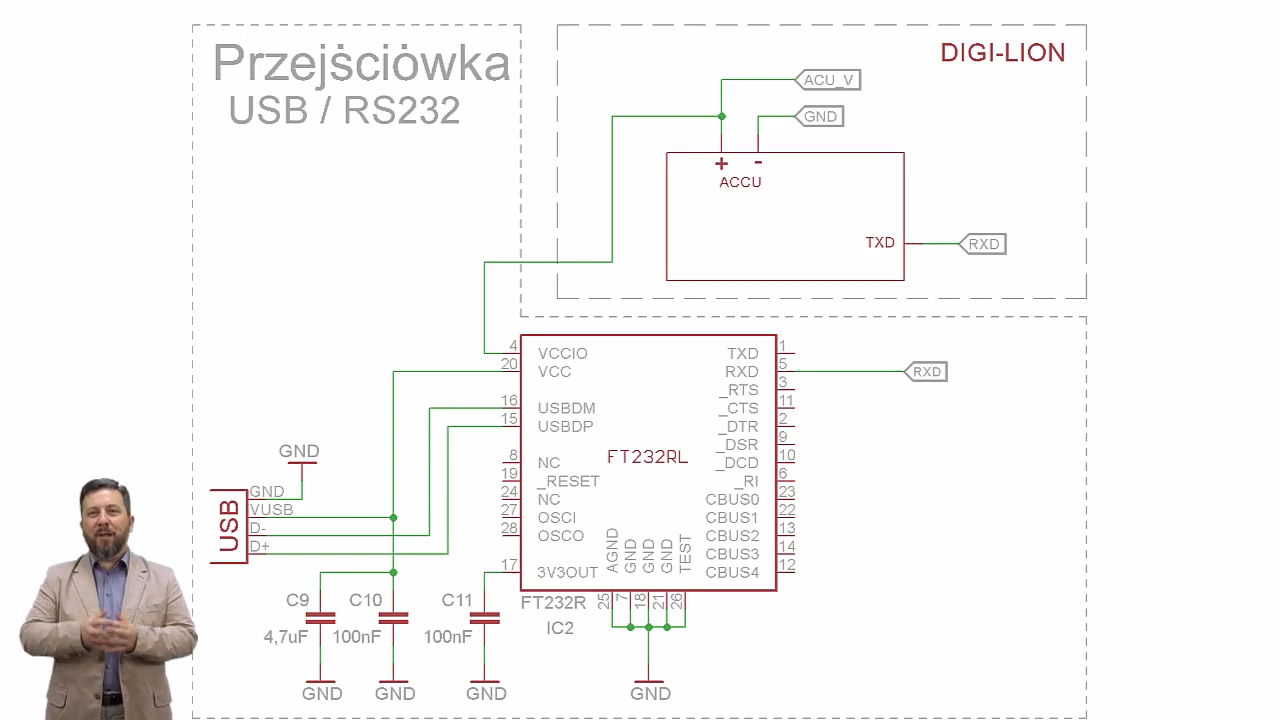 Przejściówka
USB / RS232
DIGI-LION
ACU_V
GND
+ -
ACCU
TXD
RXD
4 VCCIO
20 VCC
16 USBDM
15 USBDP
8 NC
19 _RESET
24 NC
27 OSCI
28 OSCO
17 3V3OUT
TXD 1
RXD 5
_RTS 3
_CTS 11
_DTR 2
_DSR 9
_DCD 10
_RI 6
CBUS0 23
CBUS1 22
CBUS2 13
CBUS3 14
CBUS4 12
RXD
FT232RL
AGND
GND
GND
GND
TEST
25
7
18
21
26
FT232R
IC2
GND
GND
USB
GND
VUSB
D-
D+
C9
4,7uF
GND
C10
100nF
GND
C11
100nF
GND